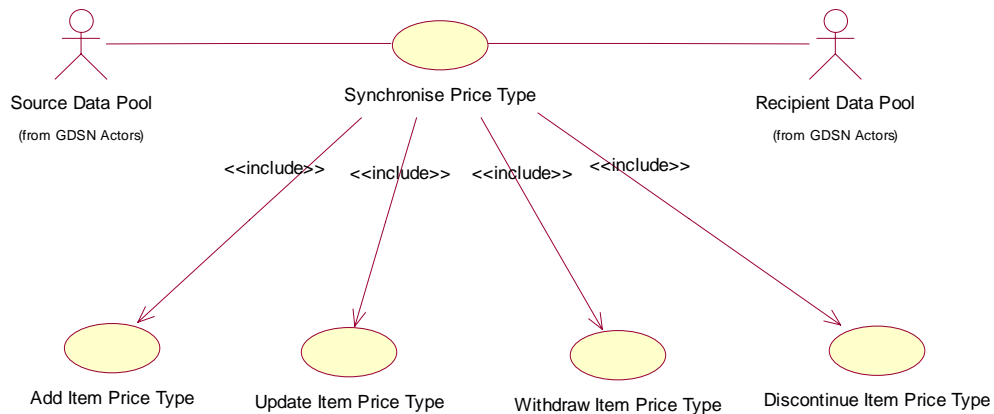 Source Data Pool
(from GDSN Actors)
Synchronise Price Type
Recipient Data Pool
(from GDSN Actors)
<<include>>
<<include>>
<<include>>
<<include>>
Add Item Price Type
Update Item Price Type
Withdraw Item Price Type
Discontinue Item Price Type